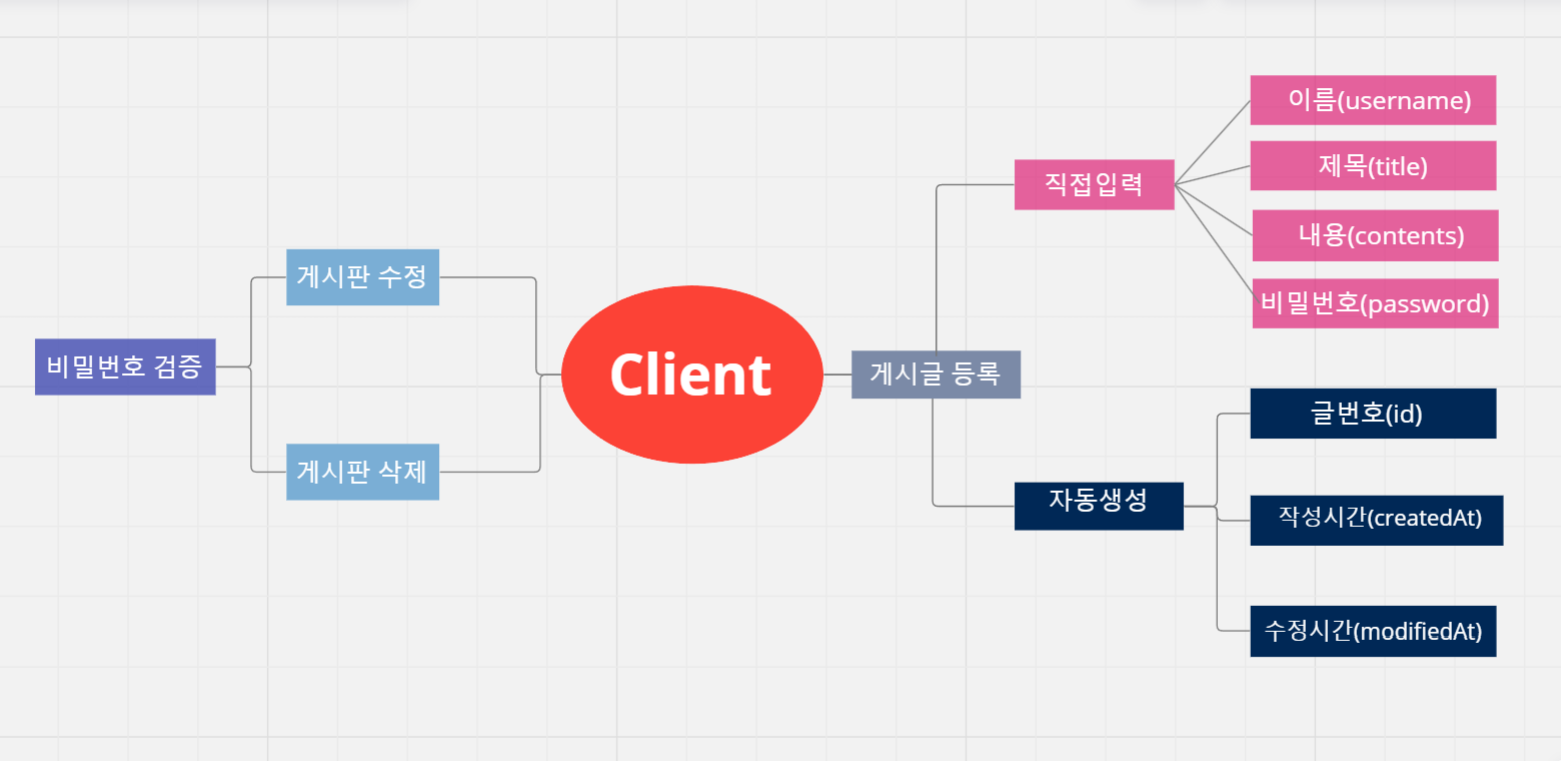 비밀번호 검증
게시판 수정
게시판 삭제
Client
게시글 등록
직접입력
이름(username)
제목(title)
내용(contents)
비밀번호(password)
자동생성
글번호(id)
작성시간(createdAt)
수정시간(modifiedAt)